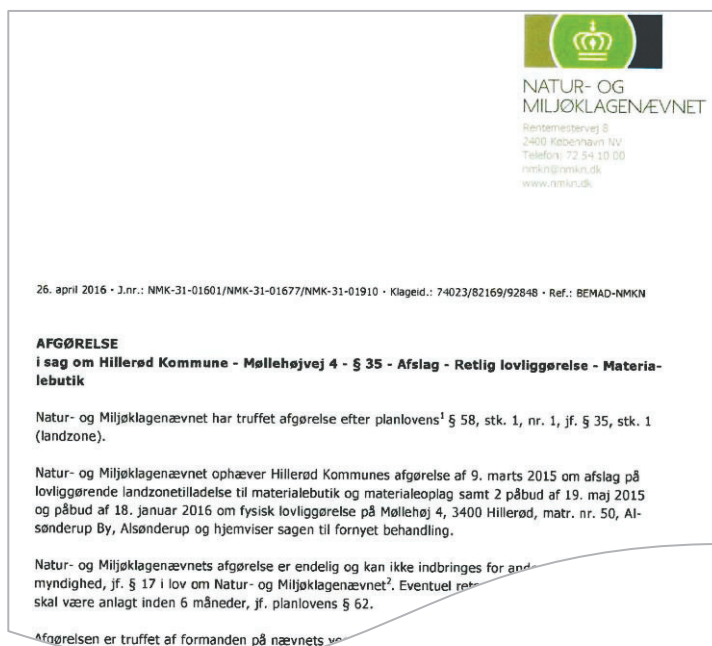 NATUR- OG
MILJØKLAGENÆVNET
Rentemestervej 8
2400 København NV
Telefon: 72 54 10 00
nmkn@nmkn.dk
www.nmkn.dk
26. april 2016 · J.nr.: NMK-31-01601/NMK-31-01677/NMK-31-01910 · Klageid.: 74023/82169/92848 · Ref.: BEMAD-NMKN
AFGØRELSE
i sag om Hillerød Kommune - Møllehøjvej 4 - § 35 - Afslag - Retlig lovliggørelse - Materia-
lebutik
Natur- og Miljøklagenævnet har truffet afgørelse efter planlovens¹ § 58, stk. 1, nr. 1, jf. § 35, stk. 1
(landzone).
Natur- og Miljøklagenævnet ophæver Hillerød Kommunes afgørelse af 9. marts 2015 om afslag på
lovliggørende landzonetilladelse til materialebutik og materialeoplag samt 2 påbud af 19. maj 2015
og påbud af 18. januar 2016 om fysisk lovliggørelse på Møllehøj 4, 3400 Hillerød, matr. nr. 50, Al-
sønderup By, Alsønderup og hjemviser sagen til fornyet behandling.
Natur- og Miljøklagenævnets afgørelse er endelig og kan ikke indbringes for
myndighed, jf. § 17 i lov om Natur- og Miljøklagenævnet². Eventuel
skal være anlagt inden 6 måneder, jf. planlovens § 62.
Afgørelsen er truffet af formanden på nævnets